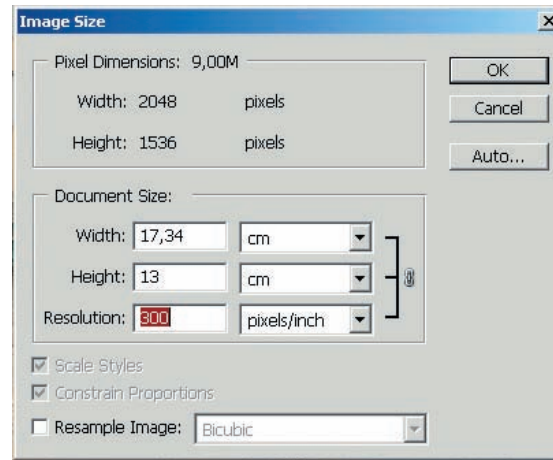 Image Size
Pixel Dimensions: 9,00M
OK
Width: 2048 pixels
Cancel
Height: 1536 pixels
Auto...
Document Size:
Width: 17,34 cm
Height: 13 cm
Resolution: 300 pixels/inch
Scale Styles
Constrain Proportions
Resample Image: Bicubic